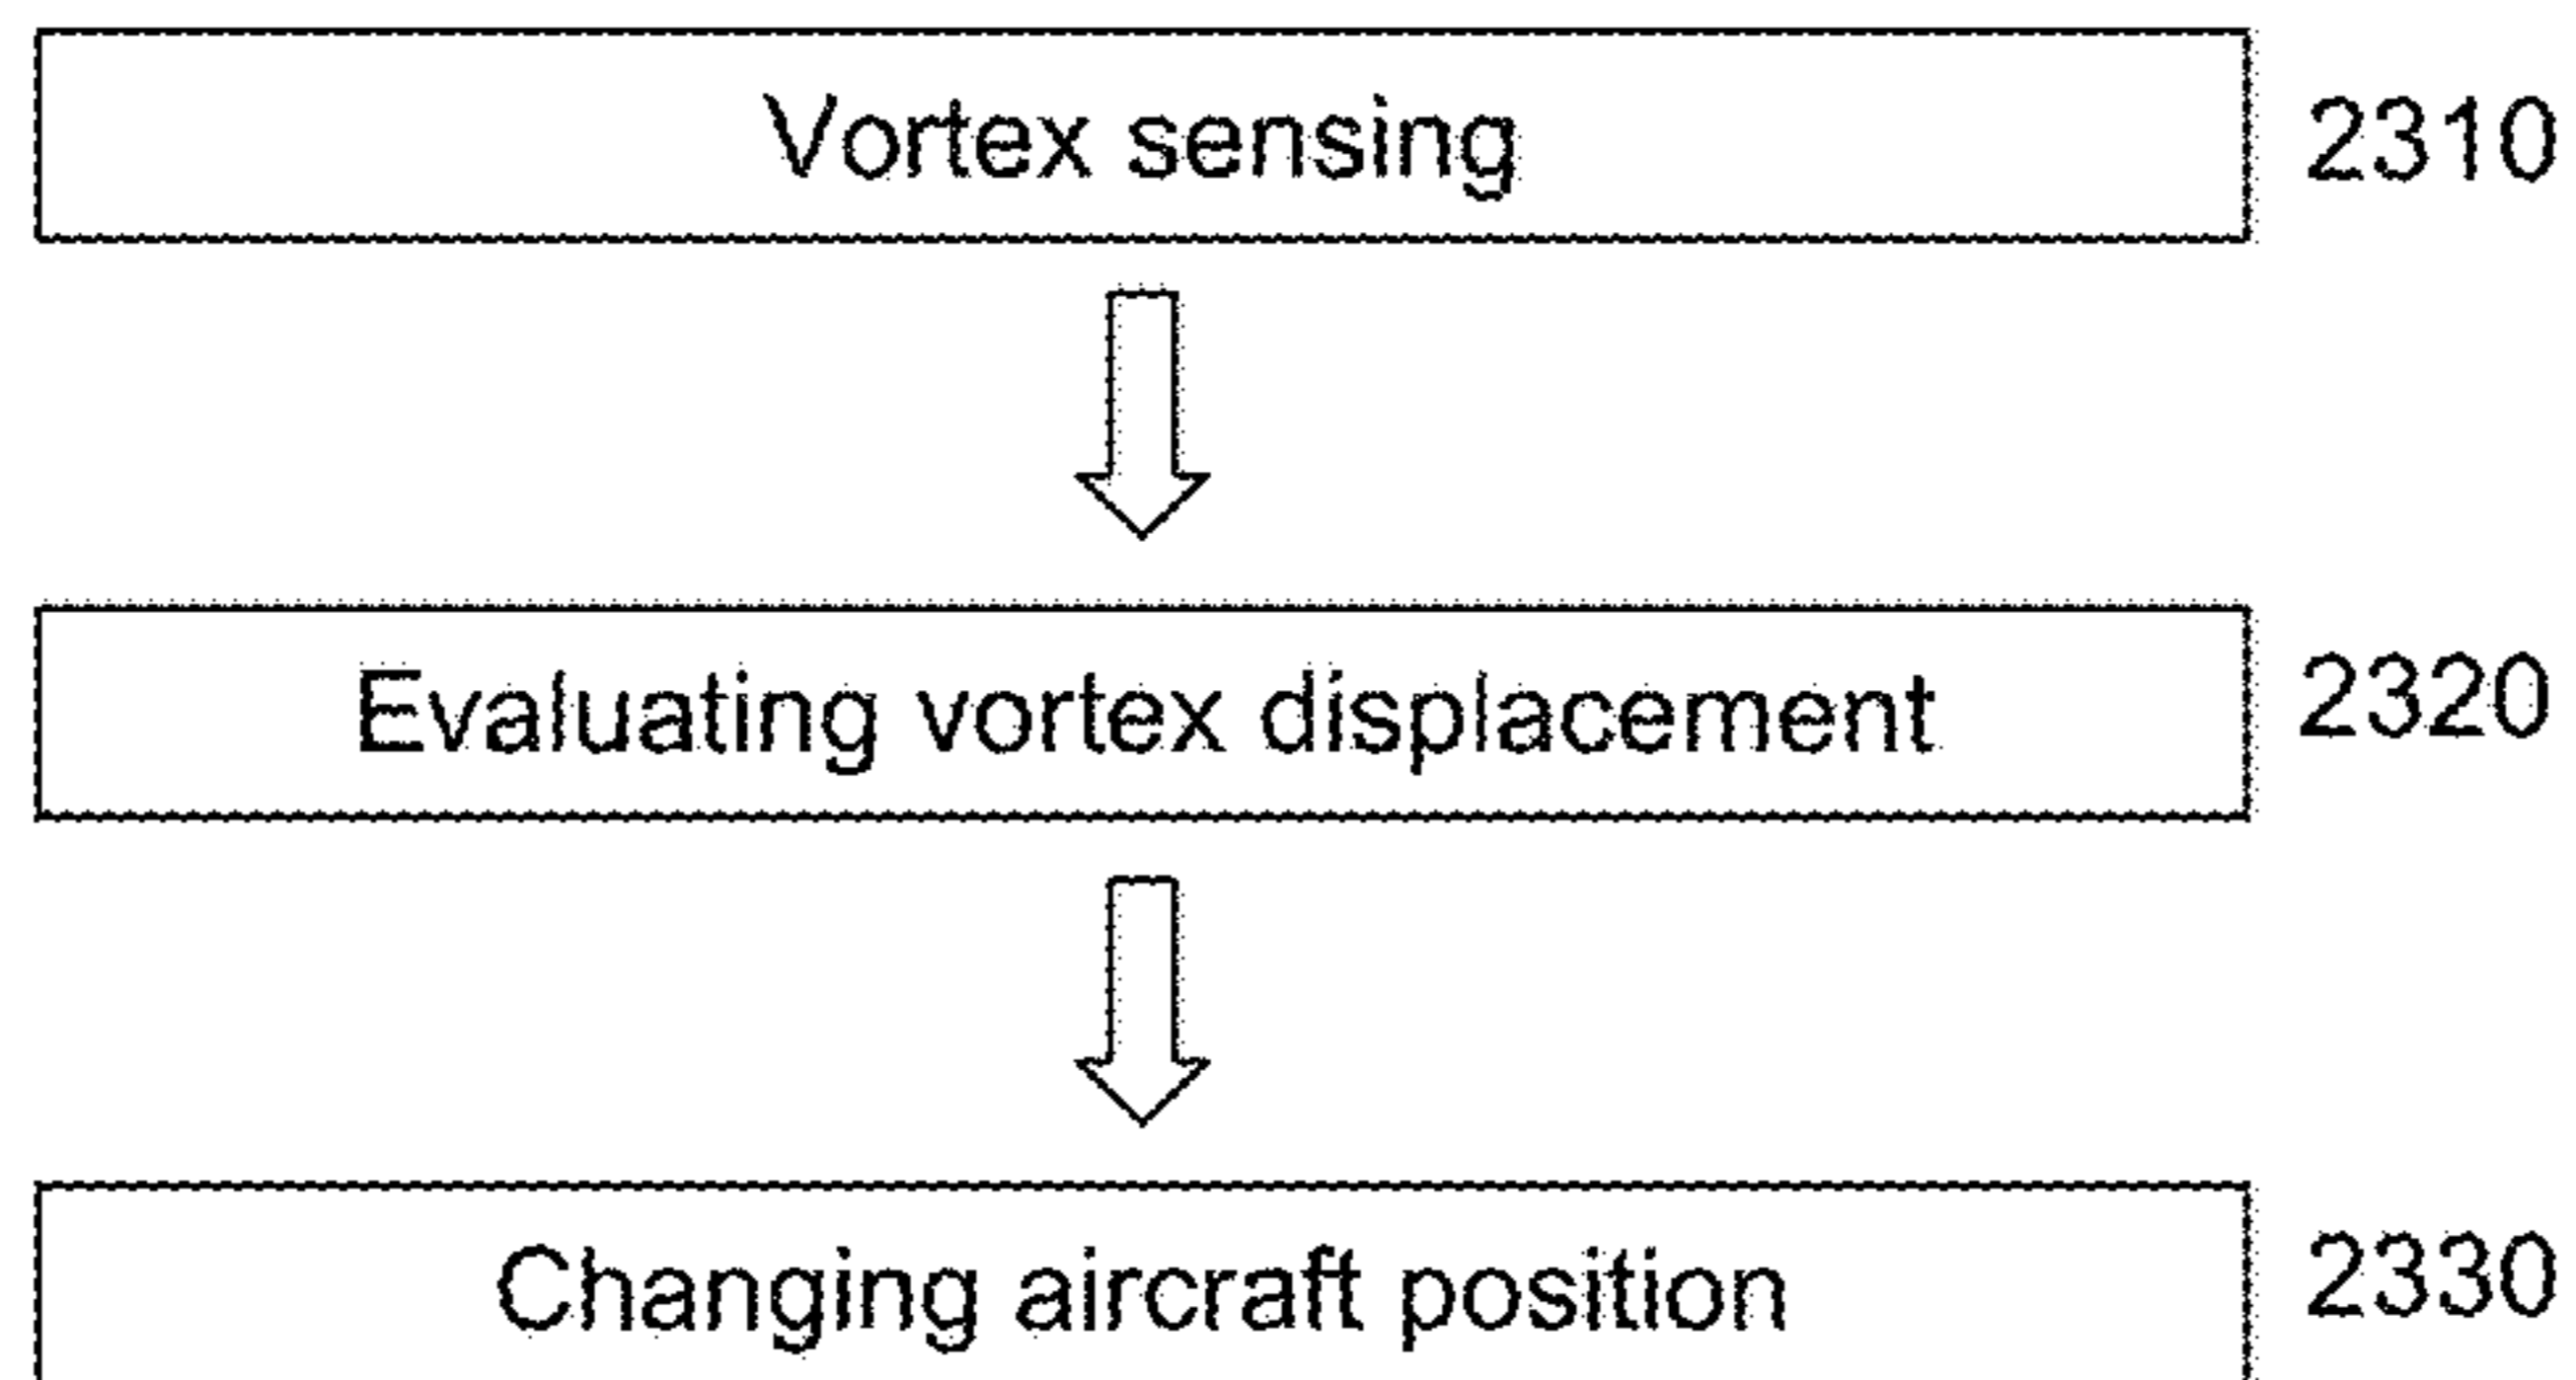 Vortex sensing 2310
Evaluating vortex displacement 2320
Changing aircraft position 2330